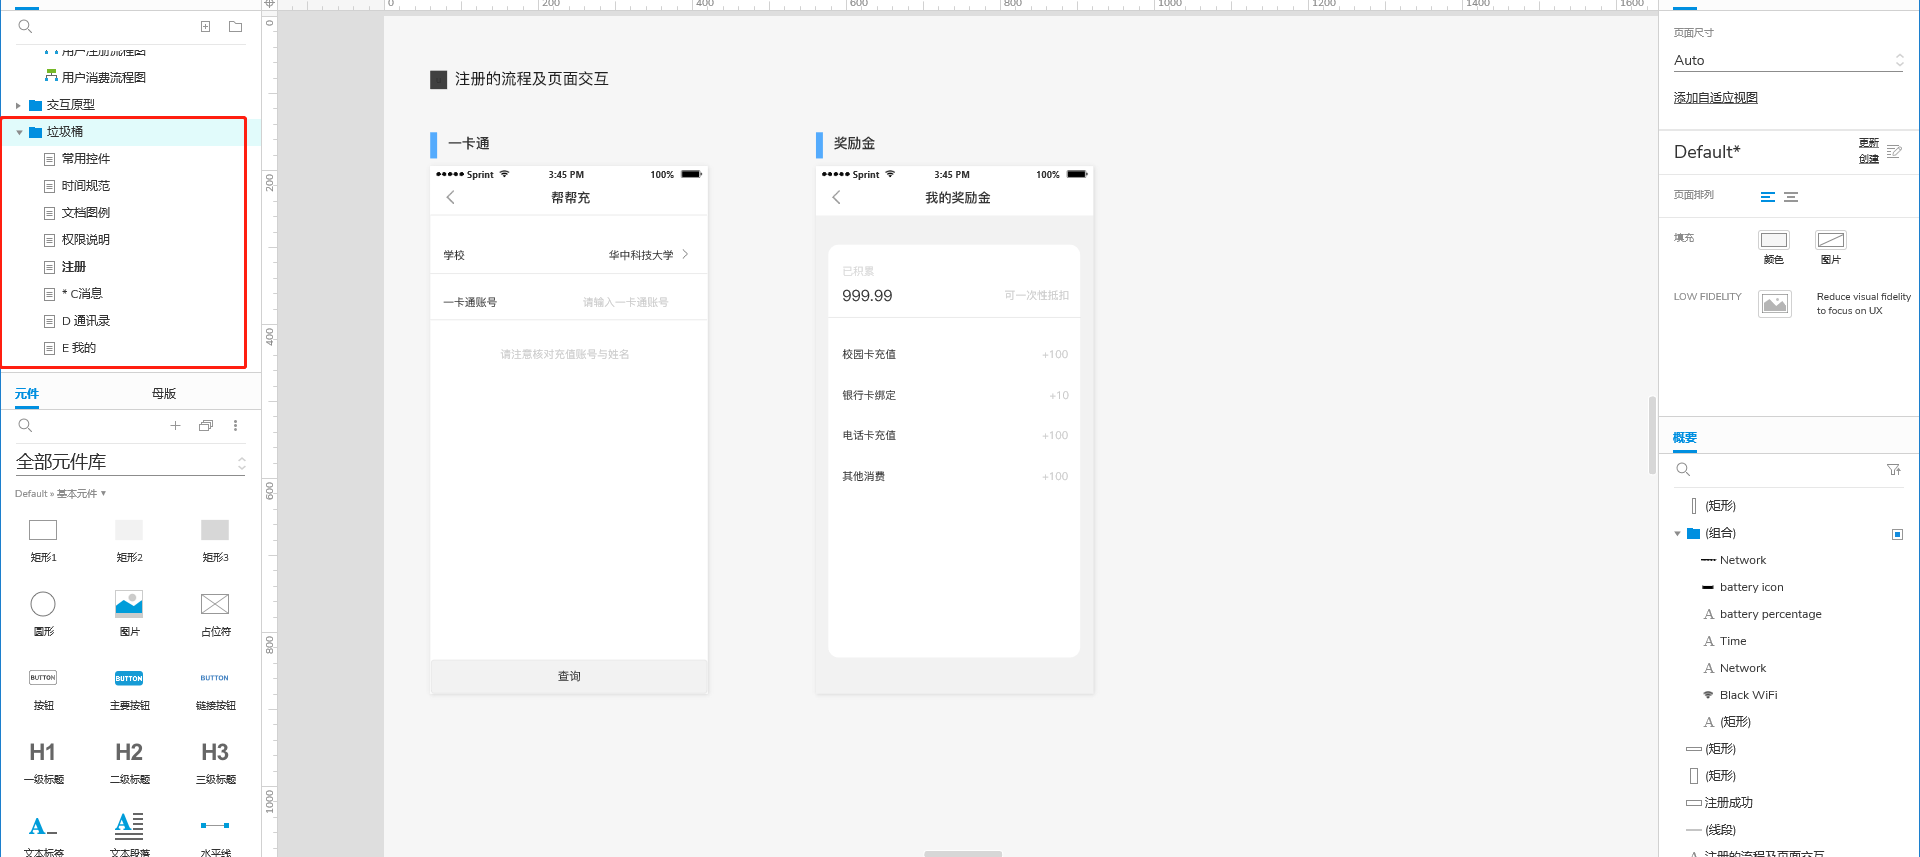 用户注册流程图
用户消费流程图
交互原型
垃圾桶
常用控件
时间规范
文档图例
权限说明
注册
* C消息
D 通讯录
E 我的
元件
母版
全部元件库
Default » 基本元件 ▾
矩形1
矩形2
矩形3
圆形
图片
占位符
BUTTON
BUTTON
BUTTON
按钮
主要按钮
链接按钮
H1
H2
H3
一级标题
二级标题
三级标题
文本标签
文本段落
水平线
0
200
400
600
800
1000
1200
1400
1600
0
200
400
600
800
1000
注册的流程及页面交互
一卡通
Sprint
3:45 PM
100%
帮帮充
学校
华中科技大学
一卡通账号
请输入一卡通账号
请注意核对充值账号与姓名
查询
奖励金
Sprint
3:45 PM
100%
我的奖励金
已积累
999.99
可一次性抵扣
校园卡充值
+100
银行卡绑定
+10
电话卡充值
+100
其他消费
+100
页面尺寸
Auto
添加自适应视图
Default*
更新
创建
页面排列
填充
颜色
图片
LOW FIDELITY
Reduce visual fidelity
to focus on UX
概要
(矩形)
(组合)
Network
battery icon
battery percentage
Time
Network
Black WiFi
(矩形)
(矩形)
(矩形)
注册成功
(线段)
注册的流程及页面交互